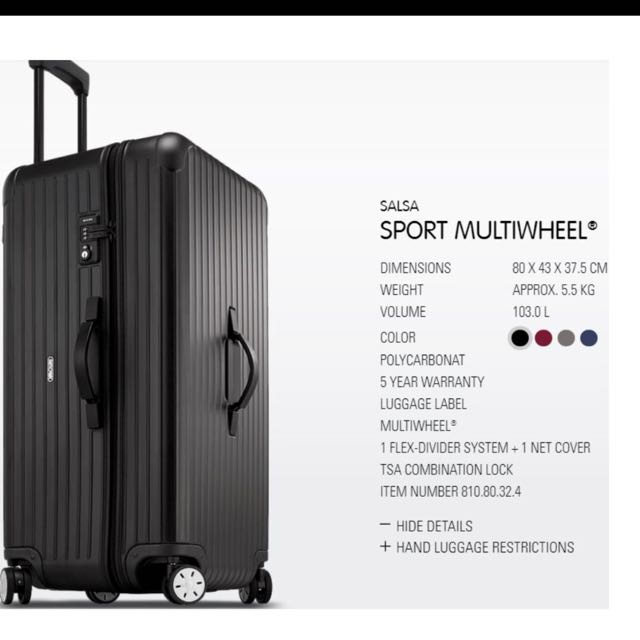 SALSA
SPORT MULTIWHEEL®
DIMENSIONS 80 X 43 X 37.5 CM
WEIGHT APPROX. 5.5 KG
VOLUME 103.0 L
COLOR
POLYCARBONAT
5 YEAR WARRANTY
LUGGAGE LABEL
MULTIWHEEL®
1 FLEX-DIVIDER SYSTEM + 1 NET COVER
TSA COMBINATION LOCK
ITEM NUMBER 810.80.32.4
— HIDE DETAILS
+ HAND LUGGAGE RESTRICTIONS